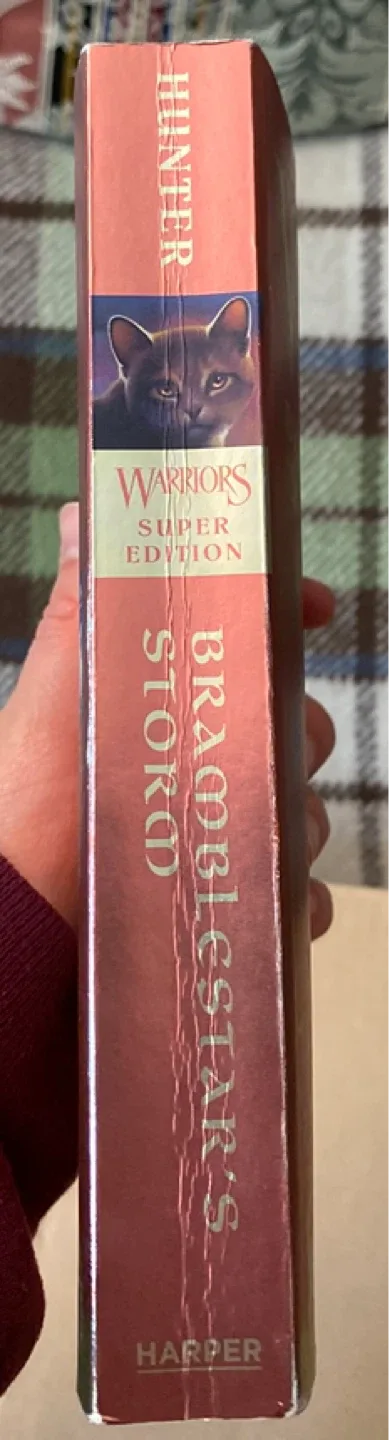 HUNTER
WARRIORS
SUPER
EDITION
BRAMBLESTAR'S
STORM
HARPER